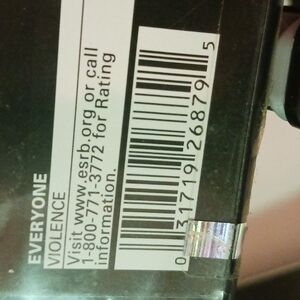 EVERYONE
VIOLENCE
Visit www.esrb.org or call
1-800-771-3772 for Rating
information.
0 31719 26879 5